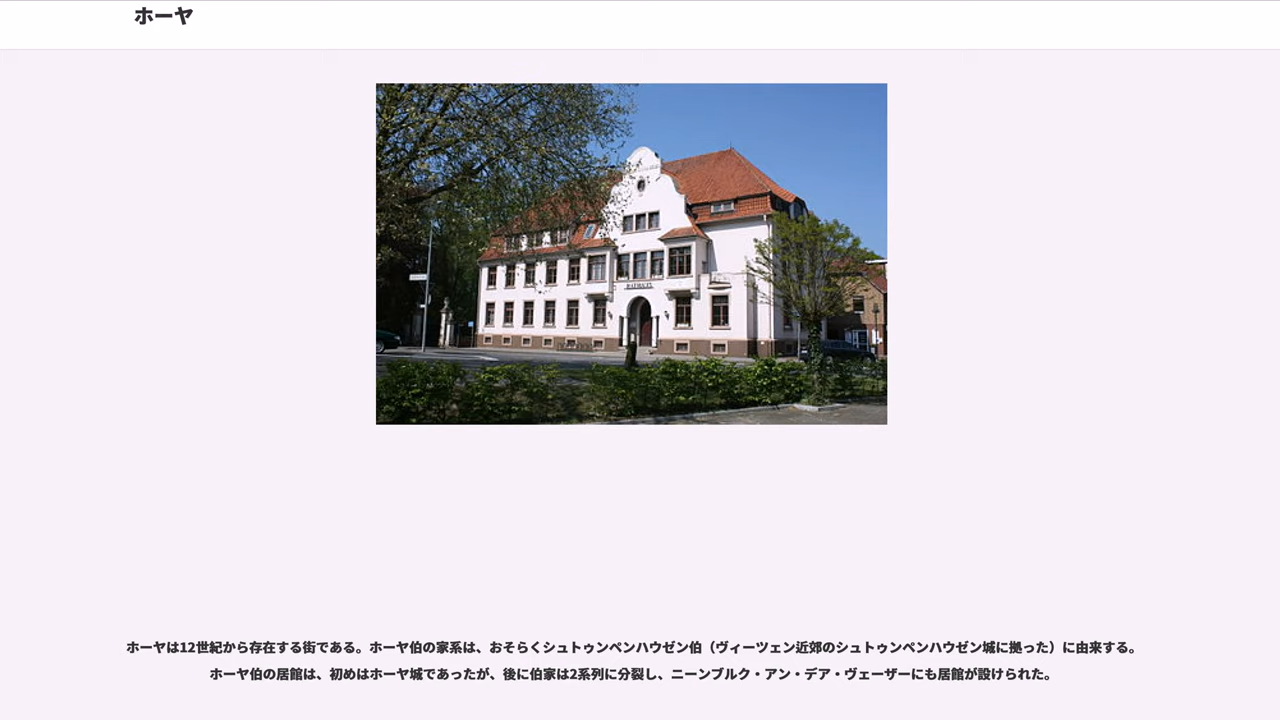 ホーヤ
RATHAUS
ホーヤは12世紀から存在する街である。ホーヤ伯の家系は、おそらくシュトゥンペンハウゼン伯（ヴィーツェン近郊のシュトゥンペンハウゼン城に拠った）に由来する。
ホーヤ伯の居館は、初めはホーヤ城であったが、後に伯家は2系列に分裂し、ニーンブルク・アン・デア・ヴェーザーにも居館が設けられた。